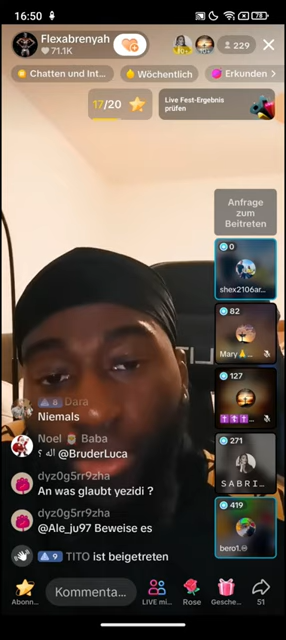 16:50
78
Flexabrenyah
71.1K
229
Chatten und Int...
Wöchentlich
Erkunden
17/20
Live Fest-Ergebnis
prüfen
Anfrage
zum
Beitreten
0
shex2106ar...
82
Mary
127
271
SABRI...
419
bero1.
8 Dara
Niemals
Noel Baba
؟ اله @BruderLuca
dyz0g5rr9zha
An was glaubt yezidi ?
dyz0g5rr9zha
@Ale_ju97 Beweise es
9 TITO ist beigetreten
Kommenta...
Abonn...
LIVE mi...
Rose
Gesche...
51